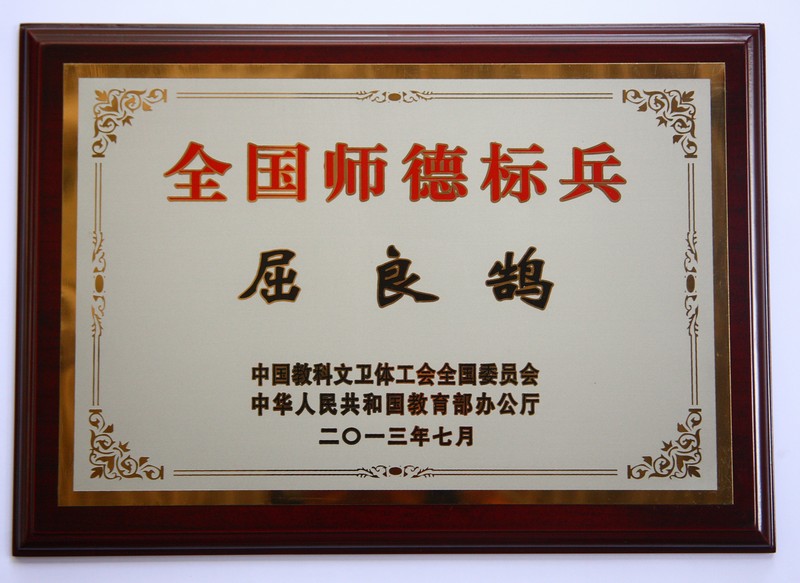 全国师德标兵
屈良鹄
中国教科文卫体工会全国委员会
中华人民共和国教育部办公厅
二〇一三年七月